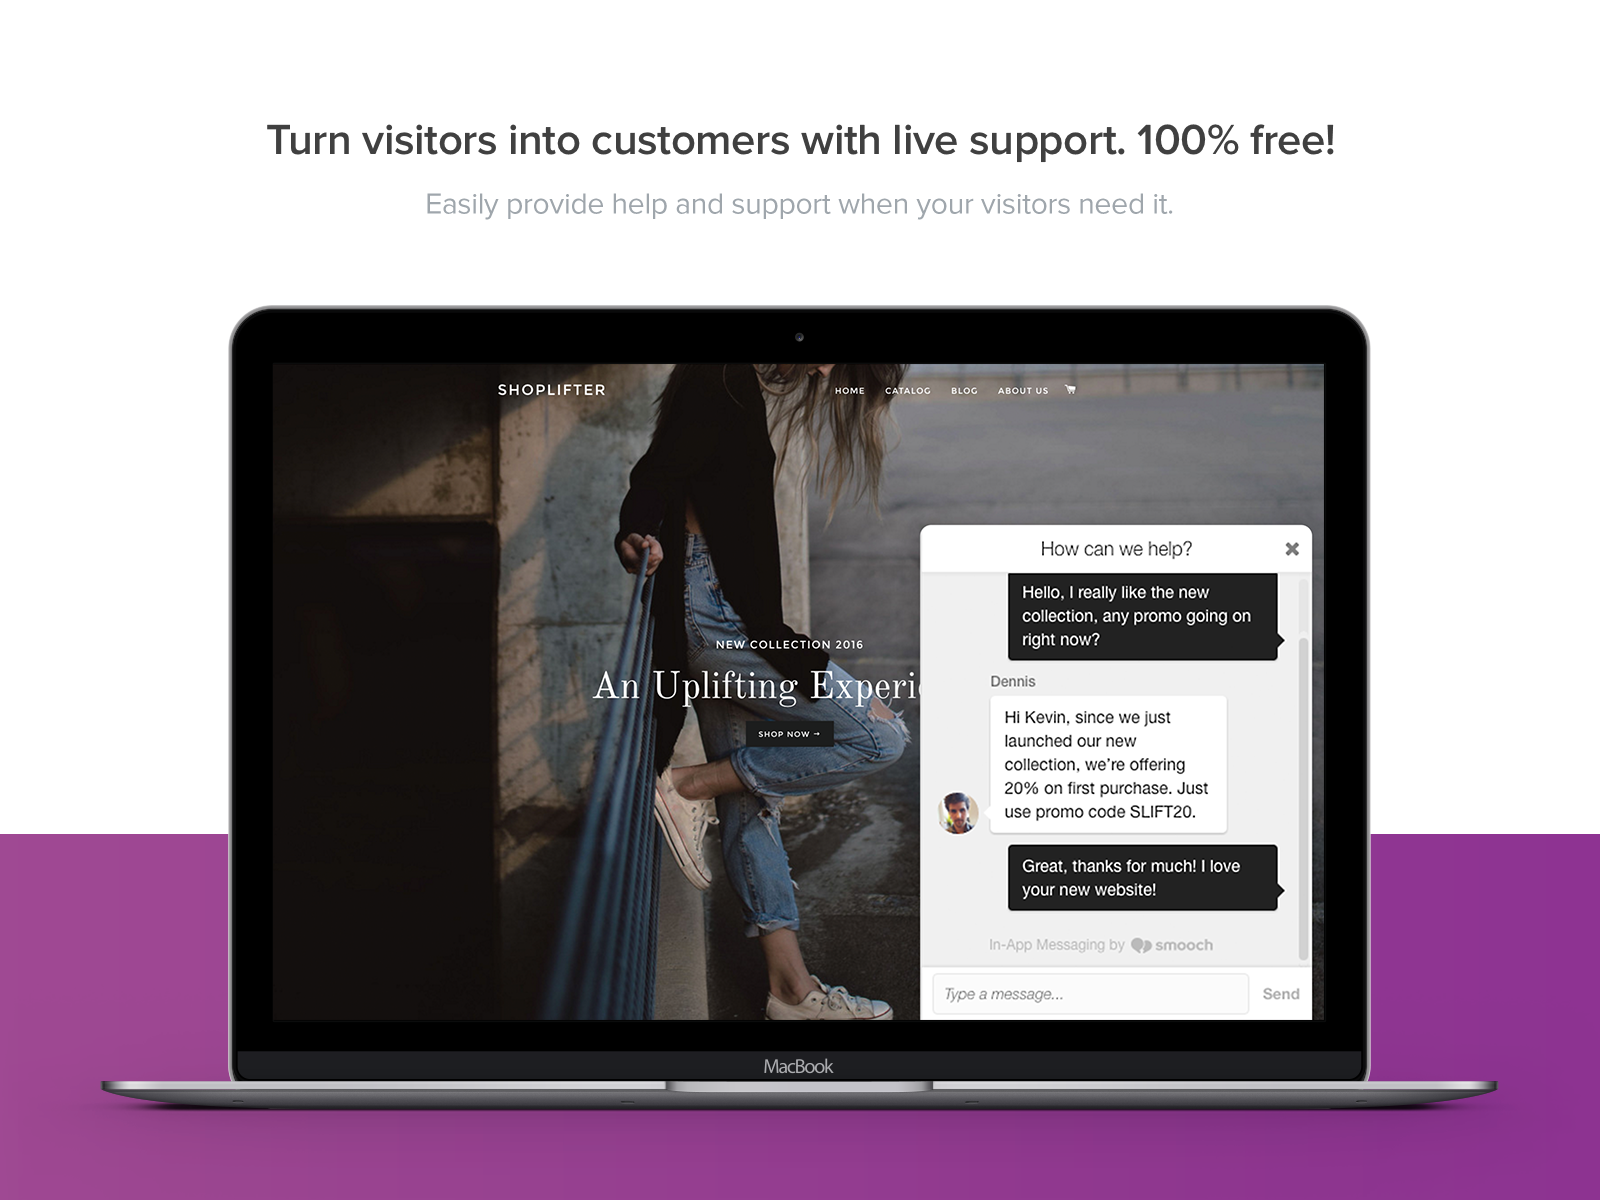 Turn visitors into customers with live support. 100% free!
Easily provide help and support when your visitors need it.
SHOPLIFTER
HOME CATALOG BLOG ABOUT US
NEW COLLECTION 2016
An Uplifting Experie
SHOP NOW →
How can we help?
Hello, I really like the new
collection, any promo going on
right now?
Dennis
Hi Kevin, since we just
launched our new
collection, we're offering
20% on first purchase. Just
use promo code SLIFT20.
Great, thanks for much! I love
your new website!
In-App Messaging by smooch
Type a message...
Send
MacBook